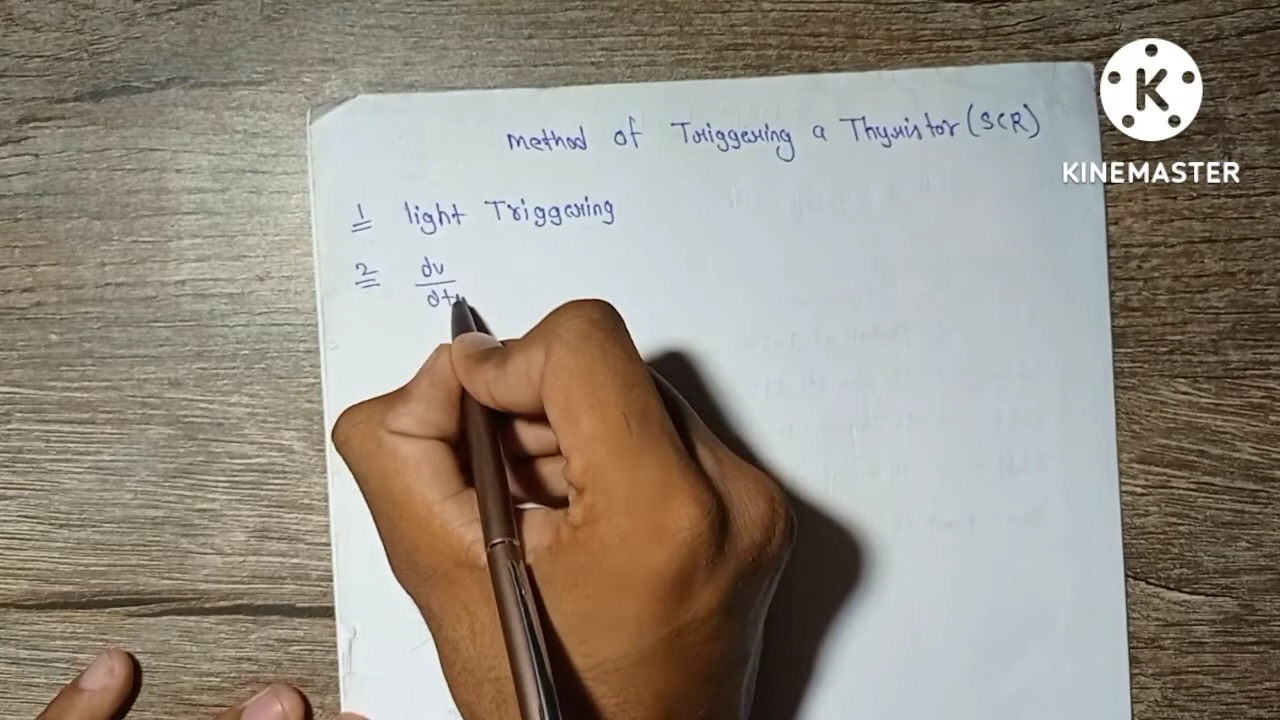 Method of Triggering a Thyristor (SCR)
1 light Triggering
2 dv/dt
K
KINEMASTER